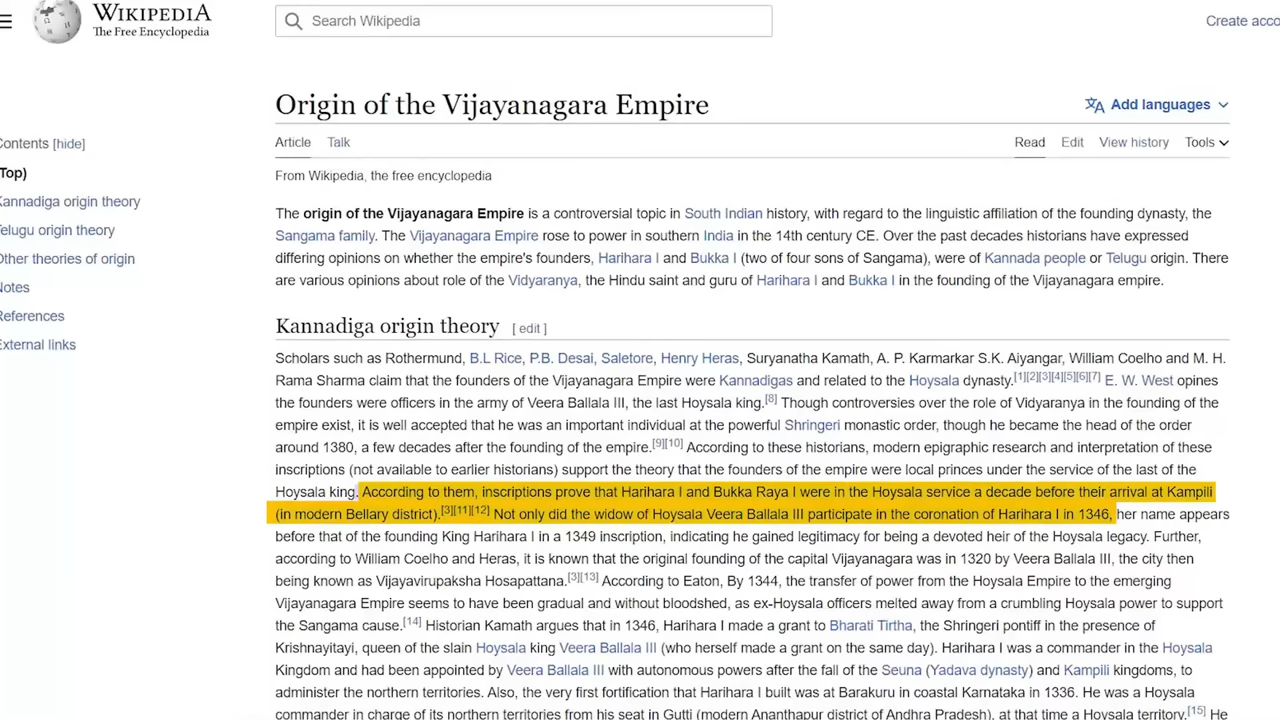 WIKIPEDIA
The Free Encyclopedia
Search Wikipedia
Create acco
Origin of the Vijayanagara Empire
Add languages
Contents [hide]
Article Talk
Read Edit View history Tools
(Top)
From Wikipedia, the free encyclopedia
Kannadiga origin theory
Telugu origin theory
Other theories of origin
Notes
References
External links
The origin of the Vijayanagara Empire is a controversial topic in South Indian history, with regard to the linguistic affiliation of the founding dynasty, the
Sangama family. The Vijayanagara Empire rose to power in southern India in the 14th century CE. Over the past decades historians have expressed
differing opinions on whether the empire's founders, Harihara I and Bukka I (two of four sons of Sangama), were of Kannada people or Telugu origin. There
are various opinions about role of the Vidyaranya, the Hindu saint and guru of Harihara I and Bukka I in the founding of the Vijayanagara empire.
Kannadiga origin theory [ edit ]
Scholars such as Rothermund, B.L Rice, P.B. Desai, Saletore, Henry Heras, Suryanatha Kamath, A. P. Karmarkar S.K. Aiyangar, William Coelho and M. H.
Rama Sharma claim that the founders of the Vijayanagara Empire were Kannadigas and related to the Hoysala dynasty.[1][2][3][4][5][6][7] E. W. West opines
the founders were officers in the army of Veera Ballala III, the last Hoysala king.[8] Though controversies over the role of Vidyaranya in the founding of the
empire exist, it is well accepted that he was an important individual at the powerful Shringeri monastic order, though he became the head of the order
around 1380, a few decades after the founding of the empire.[9][10] According to these historians, modern epigraphic research and interpretation of these
inscriptions (not available to earlier historians) support the theory that the founders of the empire were local princes under the service of the last of the
Hoysala king. According to them, inscriptions prove that Harihara I and Bukka Raya I were in the Hoysala service a decade before their arrival at Kampili
(in modern Bellary district).[3][11][12] Not only did the widow of Hoysala Veera Ballala III participate in the coronation of Harihara I in 1346, her name appears
before that of the founding King Harihara I in a 1349 inscription, indicating he gained legitimacy for being a devoted heir of the Hoysala legacy. Further,
according to William Coelho and Heras, it is known that the original founding of the capital Vijayanagara was in 1320 by Veera Ballala III, the city then
being known as Vijayavirupaksha Hosapattana.[3][13] According to Eaton, By 1344, the transfer of power from the Hoysala Empire to the emerging
Vijayanagara Empire seems to have been gradual and without bloodshed, as ex-Hoysala officers melted away from a crumbling Hoysala power to support
the Sangama cause.[14] Historian Kamath argues that in 1346, Harihara I made a grant to Bharati Tirtha, the Shringeri pontiff in the presence of
Krishnayitayi, queen of the slain Hoysala king Veera Ballala III (who herself made a grant on the same day). Harihara I was a commander in the Hoysala
Kingdom and had been appointed by Veera Ballala III with autonomous powers after the fall of the Seuna (Yadava dynasty) and Kampili kingdoms, to
administer the northern territories. Also, the very first fortification that Harihara I built was at Barakuru in coastal Karnataka in 1336. He was a Hoysala
commander in charge of its northern territories from his seat in Gutti (modern Ananthapur district of Andhra Pradesh), at that time a Hoysala territory.[15] He